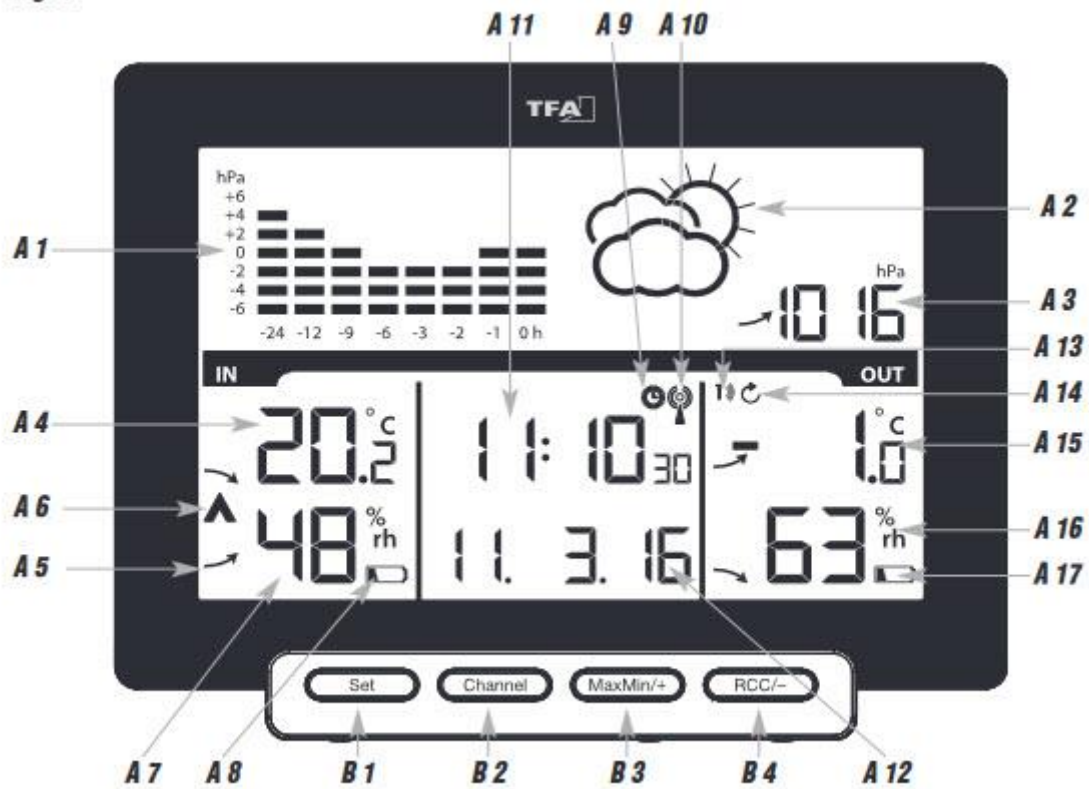 A 11 A 9 A 10
TFA
hPa
+6
+4
+2
0
-2
-4
-6
-24 -12 -9 -6 -3 -2 -1 0 h
A 1
A 2
hPa
10 16
A 3
A 13
IN
OUT
1
A 14
A 4
20.2 °C
11:10 30
-1.0 °C
A 15
A 6
48 % rh
A 5
11. 3. 16
63 % rh
A 16
A 17
Set Channel MaxMin/+ RCC/–
A 7 A 8 B 1 B 2 B 3 B 4 A 12